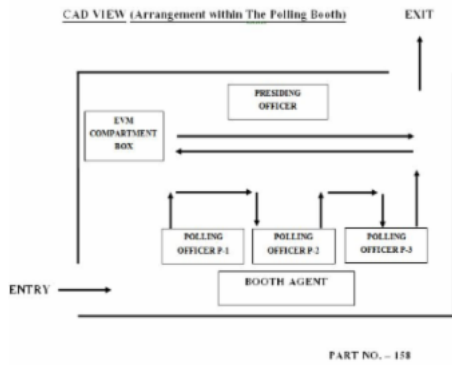 CAD VIEW (Arrangement within The Polling Booth)
EXIT
PRESIDING
OFFICER
EVM
COMPARTMENT
BOX
POLLING
OFFICER P-1
POLLING
OFFICER P-2
POLLING
OFFICER P-3
BOOTH AGENT
ENTRY
PART NO. – 158